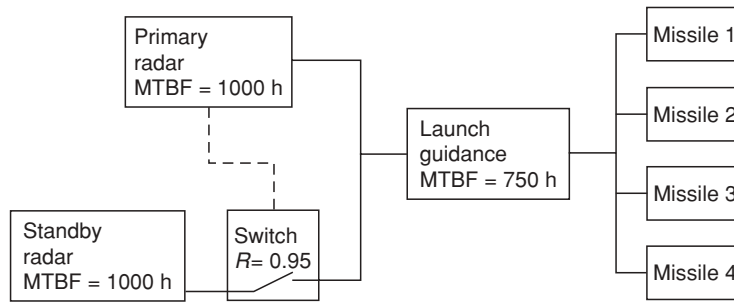 Primary
radar
MTBF = 1000 h
Launch
guidance
MTBF = 750 h
Standby
radar
MTBF = 1000 h
Switch
R= 0.95
Missile 1
Missile 2
Missile 3
Missile 4